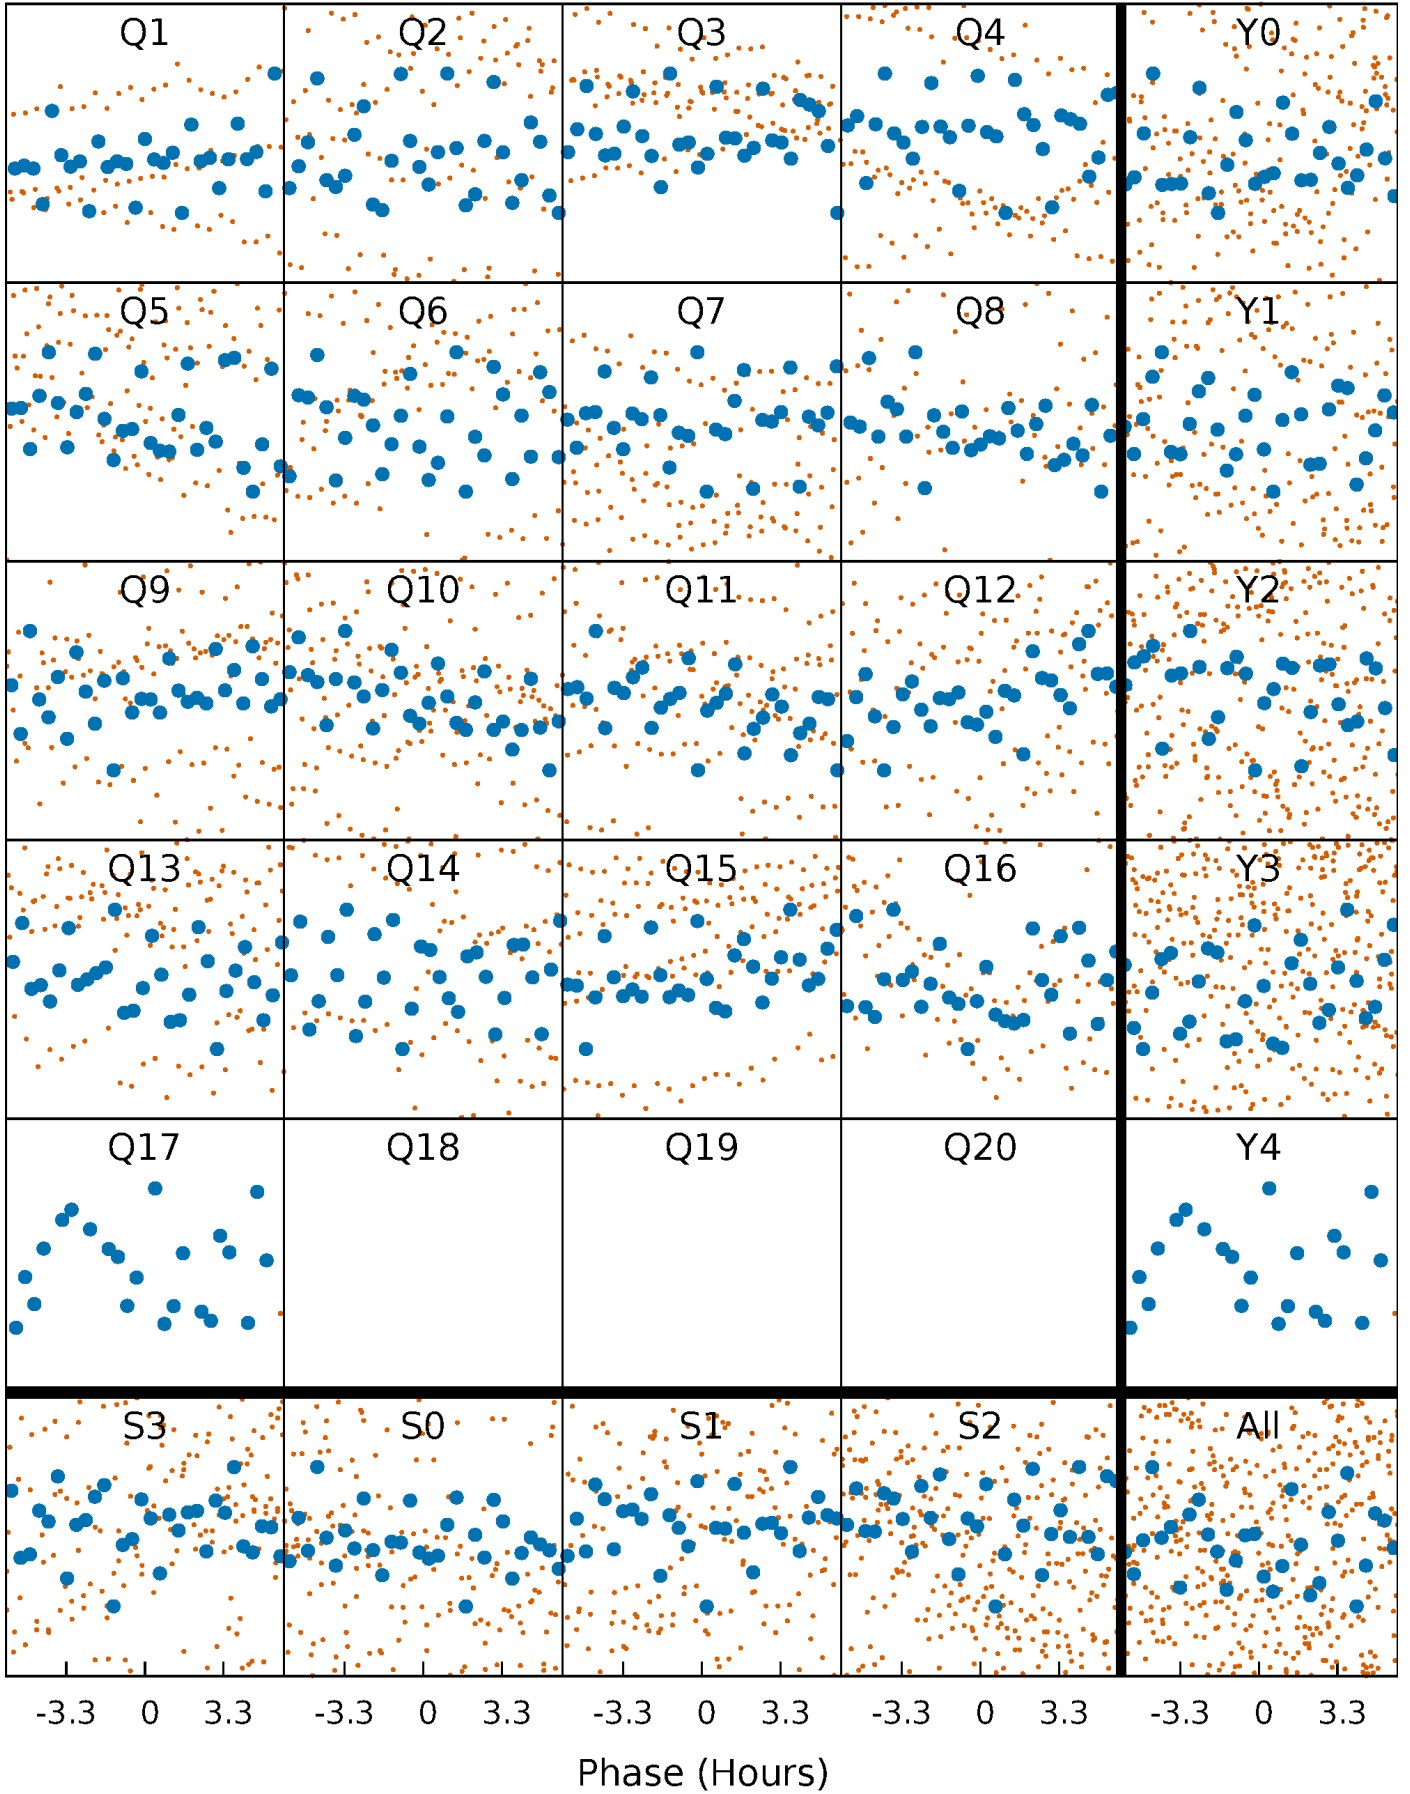 Q1 Q2 Q3 Q4 Y0
Q5 Q6 Q7 Q8 Y1
Q9 Q10 Q11 Q12 Y2
Q13 Q14 Q15 Q16 Y3
Q17 Q18 Q19 Q20 Y4
S3 S0 S1 S2 All
-3.3 0 3.3 -3.3 0 3.3 -3.3 0 3.3 -3.3 0 3.3 -3.3 0 3.3
Phase (Hours)